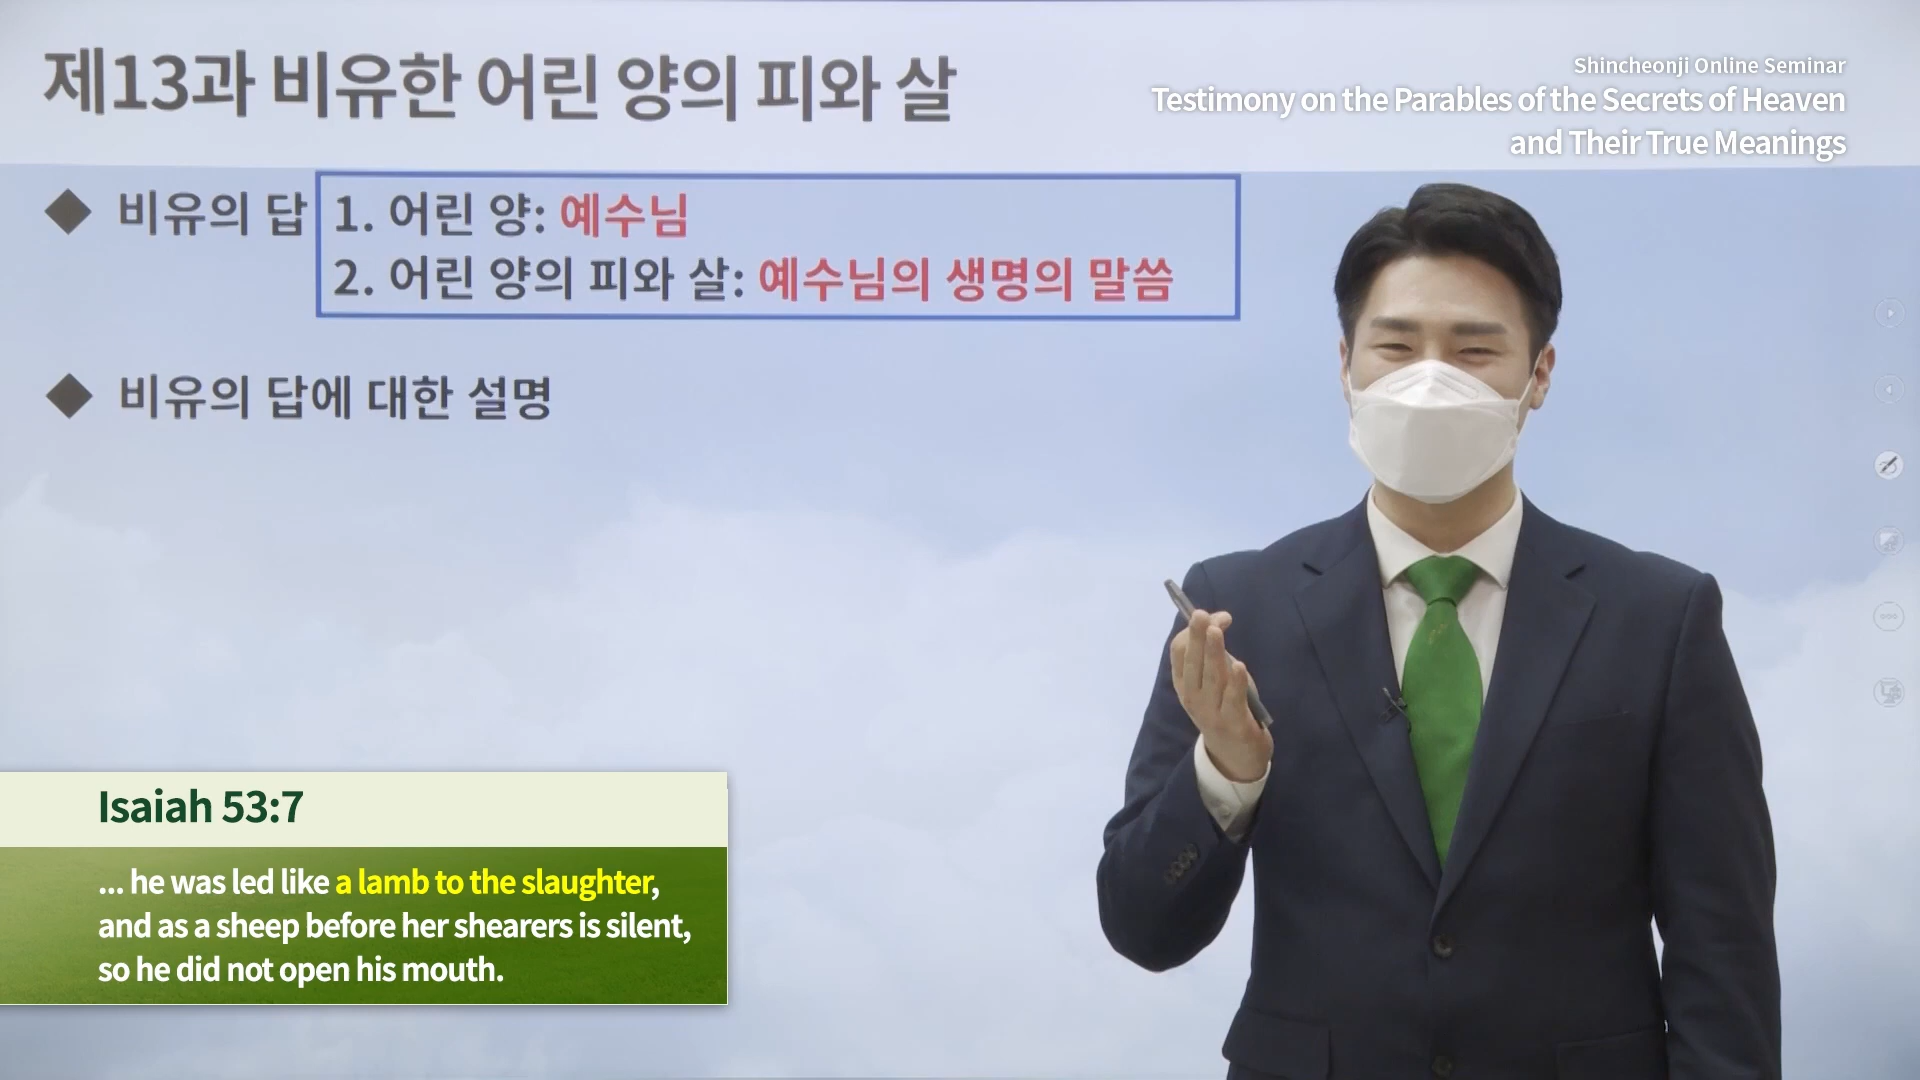 제13과 비유한 어린 양의 피와 살
Shincheonji Online Seminar
Testimony on the Parables of the Secrets of Heaven
and Their True Meanings
◆ 비유의 답
1. 어린 양: 예수님
2. 어린 양의 피와 살: 예수님의 생명의 말씀
◆ 비유의 답에 대한 설명
Isaiah 53:7
... he was led like a lamb to the slaughter,
and as a sheep before her shearers is silent,
so he did not open his mouth.